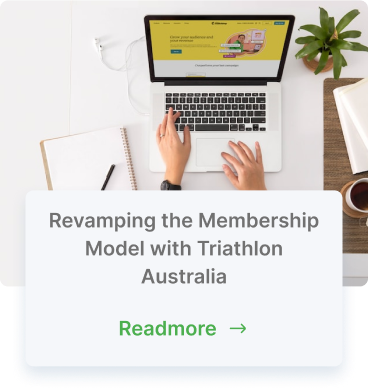 Revamping the Membership
Model with Triathlon
Australia
Readmore →